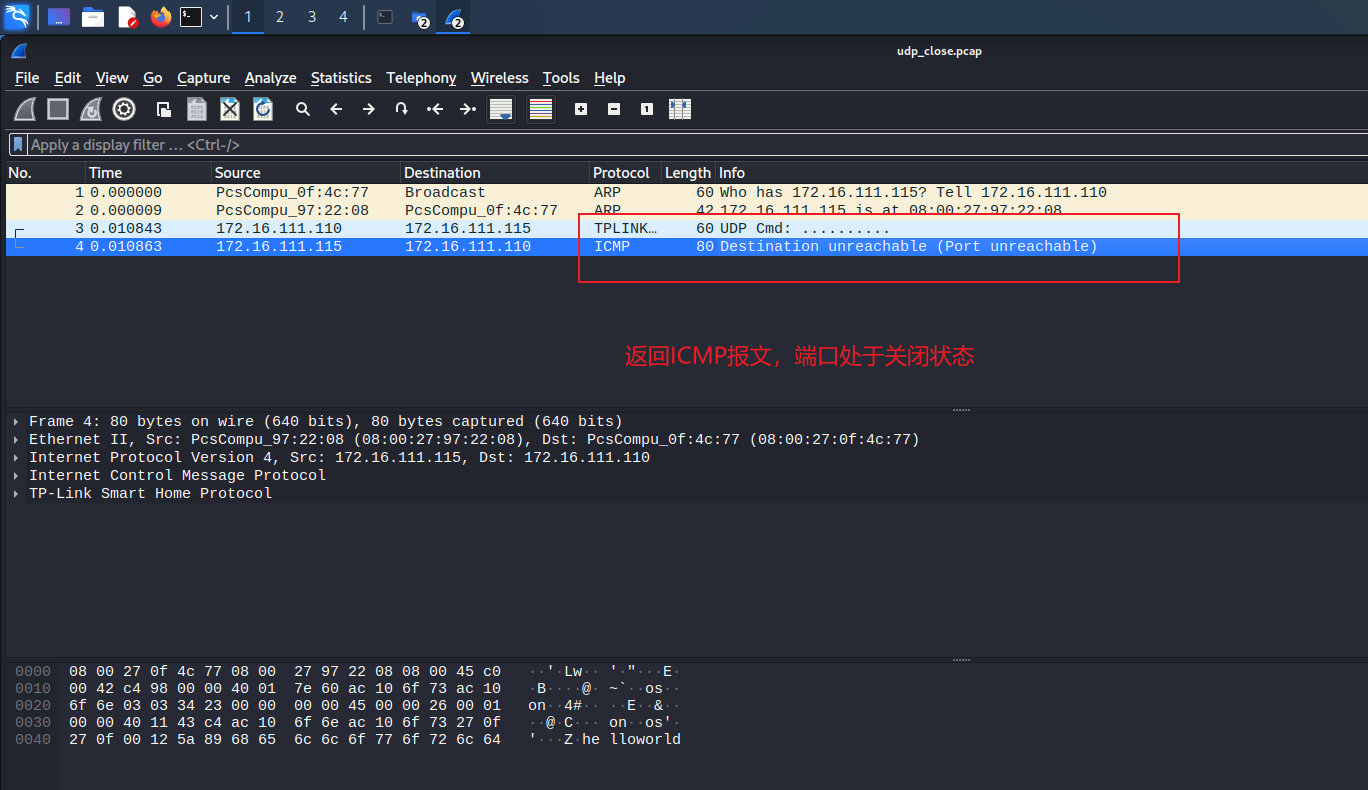 1 2 3 4 2 2
udp_close.pcap
File Edit View Go Capture Analyze Statistics Telephony Wireless Tools Help
Apply a display filter … <Ctrl-/>
No. Time Source Destination Protocol Length Info
1 0.000000 PcsCompu_0f:4c:77 Broadcast ARP 60 Who has 172.16.111.115? Tell 172.16.111.110
2 0.000009 PcsCompu_97:22:08 PcsCompu_0f:4c:77 ARP 42 172.16.111.115 is at 08:00:27:97:22:08
3 0.010843 172.16.111.110 172.16.111.115 TPLINK… 60 UDP Cmd: ..........
4 0.010863 172.16.111.115 172.16.111.110 ICMP 80 Destination unreachable (Port unreachable)
返回ICMP报文，端口处于关闭状态
Frame 4: 80 bytes on wire (640 bits), 80 bytes captured (640 bits)
Ethernet II, Src: PcsCompu_97:22:08 (08:00:27:97:22:08), Dst: PcsCompu_0f:4c:77 (08:00:27:0f:4c:77)
Internet Protocol Version 4, Src: 172.16.111.115, Dst: 172.16.111.110
Internet Control Message Protocol
TP-Link Smart Home Protocol
0000 08 00 27 0f 4c 77 08 00 27 97 22 08 08 00 45 c0 ··'·Lw·· '·"···E·
0010 00 42 c4 98 00 00 40 01 7e 60 ac 10 6f 73 ac 10 ·B····@· ~`··os··
0020 6f 6e 03 03 34 23 00 00 00 00 45 00 00 26 00 01 on··4#·· ··E··&··
0030 00 00 40 11 43 c4 ac 10 6f 6e ac 10 6f 73 27 0f ··@·C··· on··os'·
0040 27 0f 00 12 5a 89 68 65 6c 6c 6f 77 6f 72 6c 64 '···Z·he lloworld